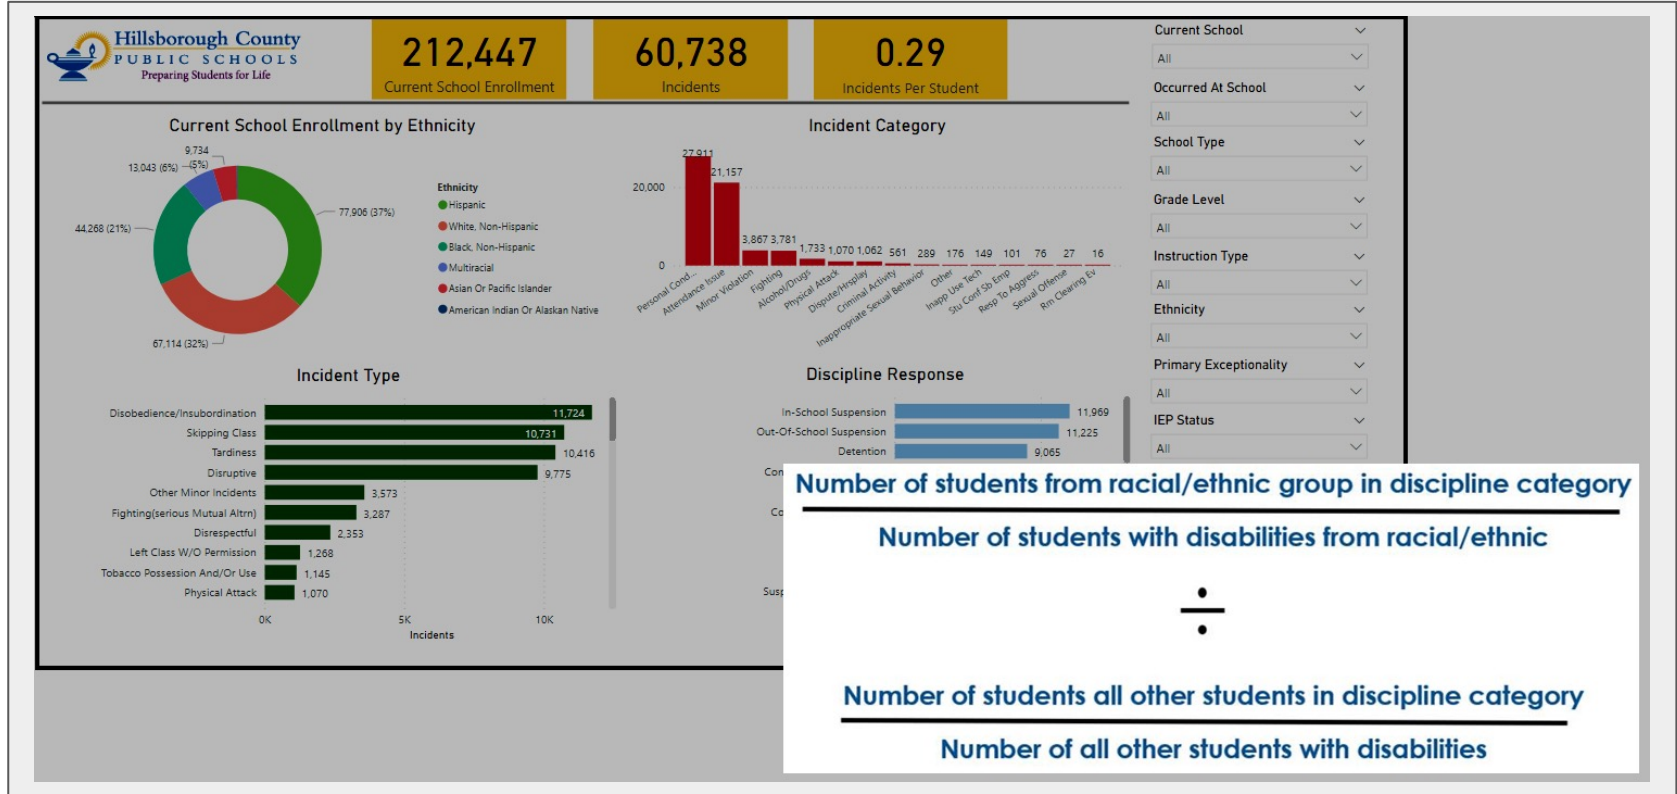 Hillsborough County
PUBLIC SCHOOLS
Preparing Students for Life
212,447
Current School Enrollment
60,738
Incidents
0.29
Incidents Per Student
Current School
All
Occurred At School
All
School Type
All
Grade Level
All
Instruction Type
All
Ethnicity
All
Primary Exceptionality
All
IEP Status
All
Current School Enrollment by Ethnicity
9,734
(5%)
13,043 (6%)
77,906 (37%)
44,268 (21%)
67,114 (32%)
Ethnicity
Hispanic
White, Non-Hispanic
Black, Non-Hispanic
Multiracial
Asian Or Pacific Islander
American Indian Or Alaskan Native
Incident Category
20,000
0
27,911
21,157
3,867
3,781
1,733
1,070
1,062
561
289
176
149
101
76
27
16
Personal Cond...
Attendance Issue
Minor Violation
Fighting
Alcohol/Drugs
Physical Attack
Dispute/Hrsplay
Criminal Activity
Inappropriate Sexual Behavior
Other
Inapp Use Tech
Stu Conf Sb Emp
Resp To Aggress
Sexual Offense
Rm Clearing Ev
Incident Type
Disobedience/Insubordination 11,724
Skipping Class 10,731
Tardiness 10,416
Disruptive 9,775
Other Minor Incidents 3,573
Fighting(serious Mutual Altrn) 3,287
Disrespectful 2,353
Left Class W/O Permission 1,268
Tobacco Possession And/Or Use 1,145
Physical Attack 1,070
0K 5K 10K
Incidents
Discipline Response
In-School Suspension 11,969
Out-Of-School Suspension 11,225
Detention 9,065
Con
Co
Susp
Number of students from racial/ethnic group in discipline category
Number of students with disabilities from racial/ethnic
÷
Number of students all other students in discipline category
Number of all other students with disabilities